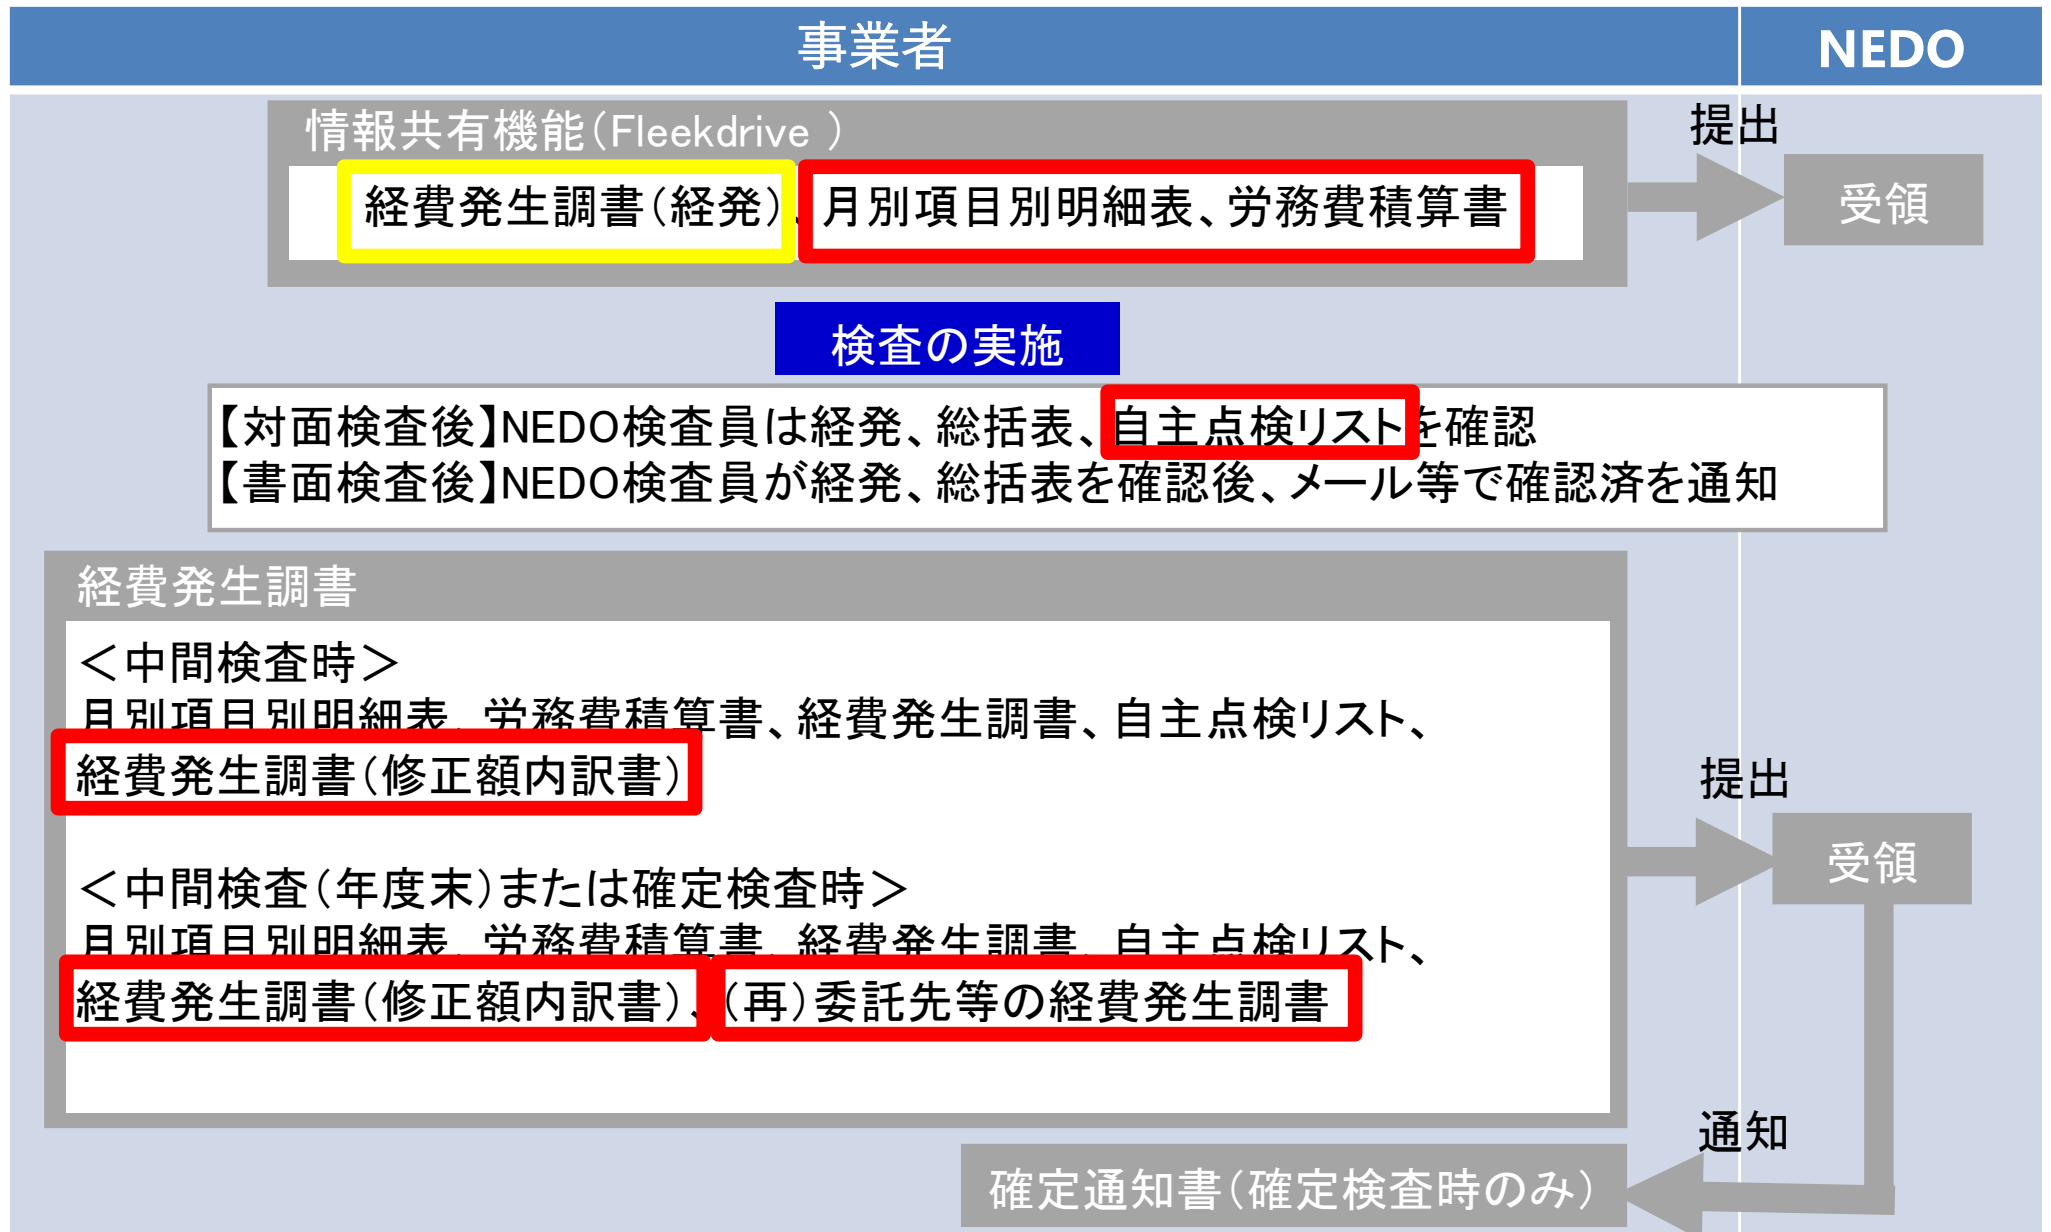 事業者
NEDO
情報共有機能(Fleekdrive )
提出
経費発生調書(経発)、月別項目別明細表、労務費積算書
受領
検査の実施
【対面検査後】NEDO検査員は経発、総括表、自主点検リストを確認
【書面検査後】NEDO検査員が経発、総括表を確認後、メール等で確認済を通知
経費発生調書
＜中間検査時＞
月別項目別明細表、労務費積算書、経費発生調書、自主点検リスト、
経費発生調書(修正額内訳書)
提出
受領
＜中間検査(年度末)または確定検査時＞
月別項目別明細表、労務費積算書、経費発生調書、自主点検リスト、
経費発生調書(修正額内訳書)、(再)委託先等の経費発生調書
通知
確定通知書(確定検査時のみ)